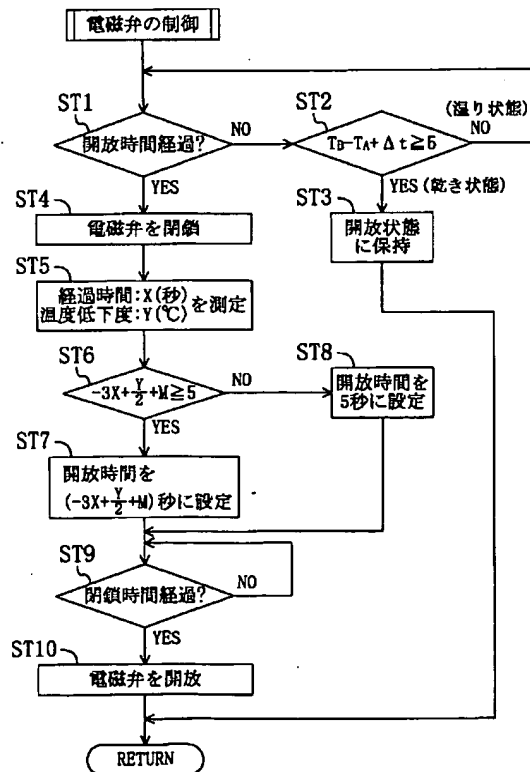 電磁弁の制御
ST1
開放時間経過?
NO
YES
ST2
(湿り状態)
TB-TA+Δt≧5
NO
YES(乾き状態)
ST3
開放状態
に保持
ST4
電磁弁を閉鎖
ST5
経過時間:X(秒)
温度低下度:Y(℃)を測定
ST6
-3X+Y/2+M≧5
NO
YES
ST8
開放時間を
5秒に設定
ST7
開放時間を
(-3X+Y/2+M)秒に設定
ST9
閉鎖時間経過?
NO
YES
ST10
電磁弁を開放
RETURN